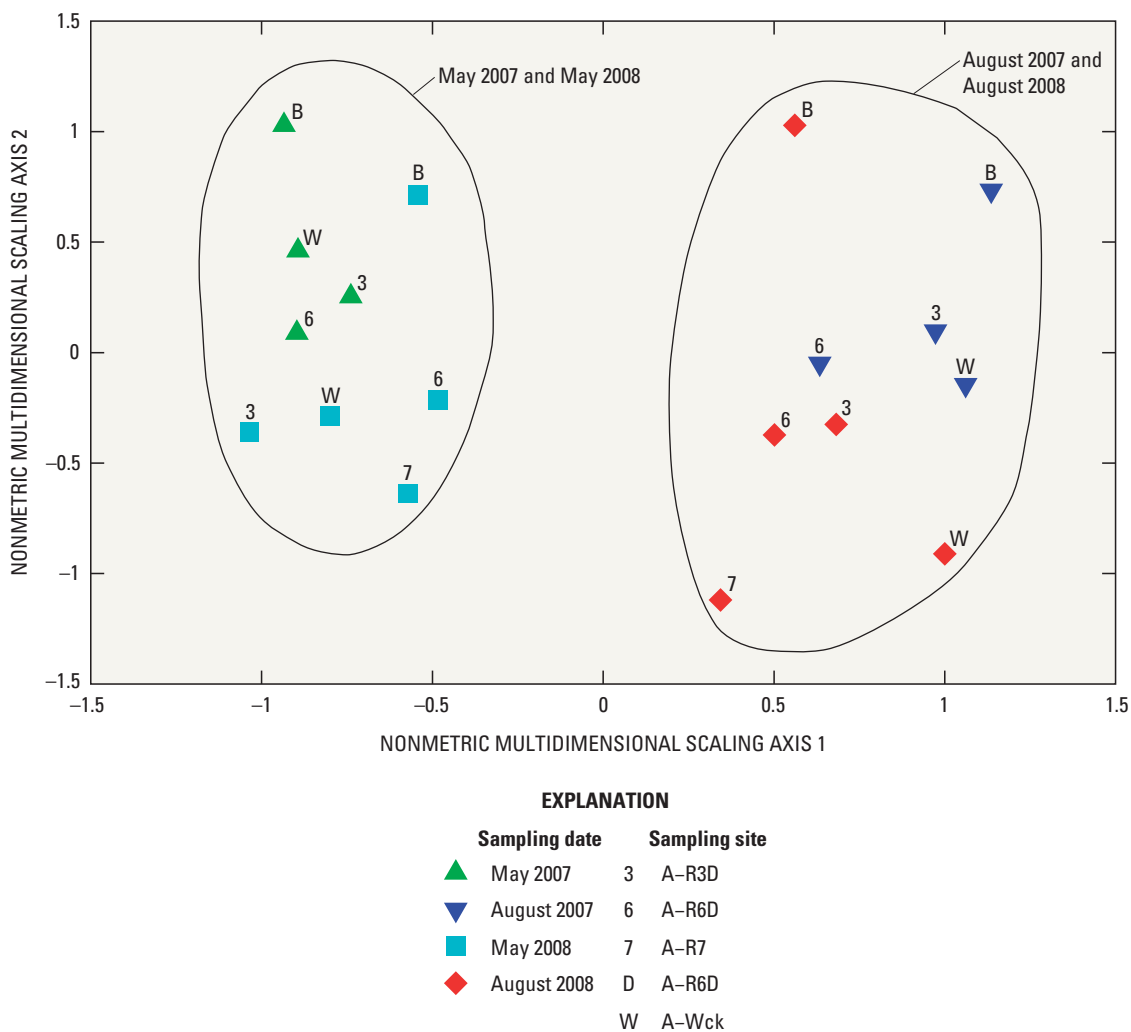 1.5
1
0.5
0
−0.5
−1
−1.5
NONMETRIC MULTIDIMENSIONAL SCALING AXIS 2
May 2007 and May 2008
August 2007 and
August 2008
B
B
W
3
6
3
W
6
7
B
B
3
6
W
6
3
W
7
−1.5
−1
−0.5
0
0.5
1
1.5
NONMETRIC MULTIDIMENSIONAL SCALING AXIS 1
EXPLANATION
Sampling date Sampling site
May 2007 3 A−R3D
August 2007 6 A−R6D
May 2008 7 A−R7
August 2008 D A−R6D
W A−Wck